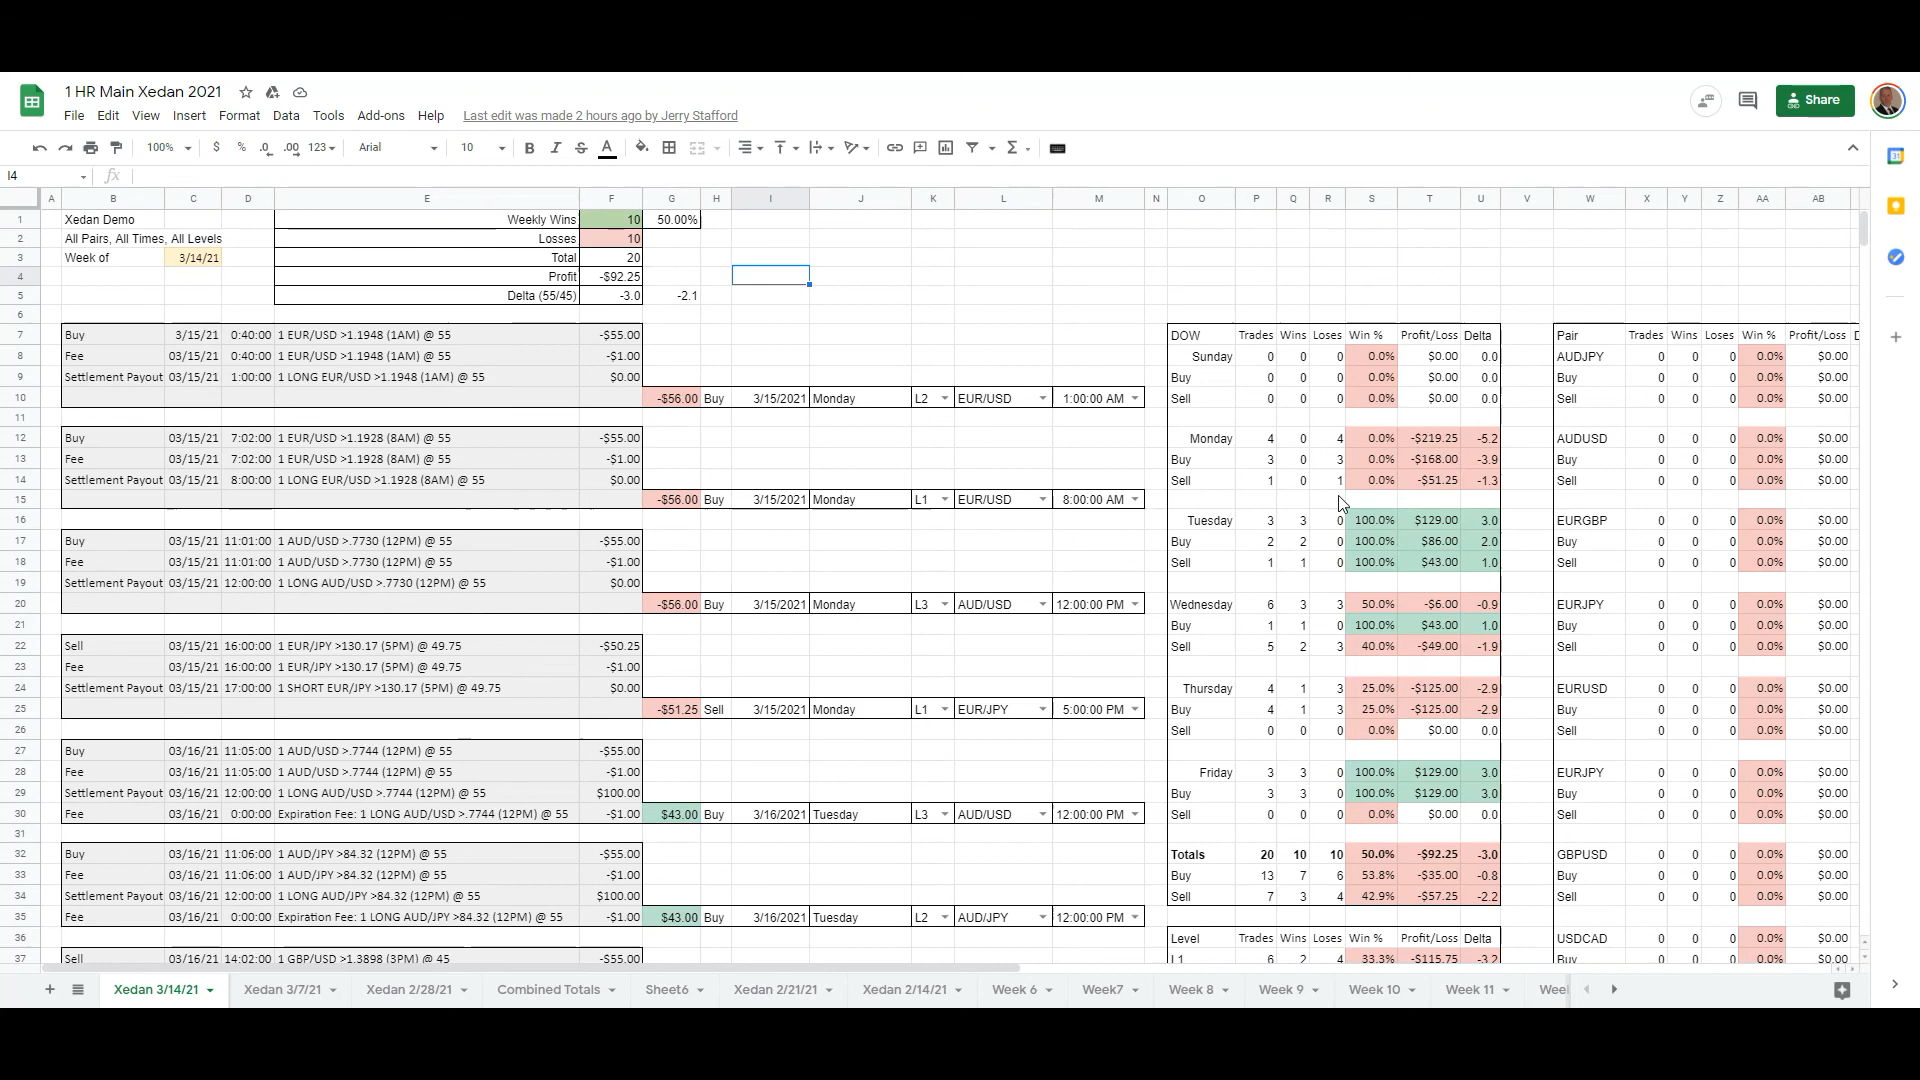 1 HR Main Xedan 2021
File Edit View Insert Format Data Tools Add-ons Help Last edit was made 2 hours ago by Jerry Stafford
Share
100% $ % .0 .00 123 Arial 10 B I S A
I4 fx
A B C D E F G H I J K L M N O P Q R S T U V W X Y Z AA AB
1 Xedan Demo Weekly Wins 10 50.00%
2 All Pairs, All Times, All Levels Losses 10
3 Week of 3/14/21 Total 20
4 Profit -$92.25
5 Delta (55/45) -3.0 -2.1
6
7 Buy 3/15/21 0:40:00 1 EUR/USD >1.1948 (1AM) @ 55 -$55.00 DOW Trades Wins Loses Win % Profit/Loss Delta Pair Trades Wins Loses Win % Profit/Loss
8 Fee 03/15/21 0:40:00 1 EUR/USD >1.1948 (1AM) @ 55 -$1.00 Sunday 0 0 0 0.0% $0.00 0.0 AUDJPY 0 0 0 0.0% $0.00
9 Settlement Payout 03/15/21 1:00:00 1 LONG EUR/USD >1.1948 (1AM) @ 55 $0.00 Buy 0 0 0 0.0% $0.00 0.0 Buy 0 0 0 0.0% $0.00
10 -$56.00 Buy 3/15/2021 Monday L2 EUR/USD 1:00:00 AM Sell 0 0 0 0.0% $0.00 0.0 Sell 0 0 0 0.0% $0.00
11
12 Buy 03/15/21 7:02:00 1 EUR/USD >1.1928 (8AM) @ 55 -$55.00 Monday 4 0 4 0.0% -$219.25 -5.2 AUDUSD 0 0 0 0.0% $0.00
13 Fee 03/15/21 7:02:00 1 EUR/USD >1.1928 (8AM) @ 55 -$1.00 Buy 3 0 3 0.0% -$168.00 -3.9 Buy 0 0 0 0.0% $0.00
14 Settlement Payout 03/15/21 8:00:00 1 LONG EUR/USD >1.1928 (8AM) @ 55 $0.00 Sell 1 0 1 0.0% -$51.25 -1.3 Sell 0 0 0 0.0% $0.00
15 -$56.00 Buy 3/15/2021 Monday L1 EUR/USD 8:00:00 AM
16 Tuesday 3 3 0 100.0% $129.00 3.0 EURGBP 0 0 0 0.0% $0.00
17 Buy 03/15/21 11:01:00 1 AUD/USD >.7730 (12PM) @ 55 -$55.00 Buy 2 2 0 100.0% $86.00 2.0 Buy 0 0 0 0.0% $0.00
18 Fee 03/15/21 11:01:00 1 AUD/USD >.7730 (12PM) @ 55 -$1.00 Sell 1 1 0 100.0% $43.00 1.0 Sell 0 0 0 0.0% $0.00
19 Settlement Payout 03/15/21 12:00:00 1 LONG AUD/USD >.7730 (12PM) @ 55 $0.00
20 -$56.00 Buy 3/15/2021 Monday L3 AUD/USD 12:00:00 PM Wednesday 6 3 3 50.0% -$6.00 -0.9 EURJPY 0 0 0 0.0% $0.00
21 Buy 1 1 0 100.0% $43.00 1.0 Buy 0 0 0 0.0% $0.00
22 Sell 03/15/21 16:00:00 1 EUR/JPY >130.17 (5PM) @ 49.75 -$50.25 Sell 5 2 3 40.0% -$49.00 -1.9 Sell 0 0 0 0.0% $0.00
23 Fee 03/15/21 16:00:00 1 EUR/JPY >130.17 (5PM) @ 49.75 -$1.00
24 Settlement Payout 03/15/21 17:00:00 1 SHORT EUR/JPY >130.17 (5PM) @ 49.75 $0.00 Thursday 4 1 3 25.0% -$125.00 -2.9 EURUSD 0 0 0 0.0% $0.00
25 -$51.25 Sell 3/15/2021 Monday L1 EUR/JPY 5:00:00 PM Buy 4 1 3 25.0% -$125.00 -2.9 Buy 0 0 0 0.0% $0.00
26 Sell 0 0 0 0.0% $0.00 0.0 Sell 0 0 0 0.0% $0.00
27 Buy 03/16/21 11:05:00 1 AUD/USD >.7744 (12PM) @ 55 -$55.00
28 Fee 03/16/21 11:05:00 1 AUD/USD >.7744 (12PM) @ 55 -$1.00 Friday 3 3 0 100.0% $129.00 3.0 EURJPY 0 0 0 0.0% $0.00
29 Settlement Payout 03/16/21 12:00:00 1 LONG AUD/USD >.7744 (12PM) @ 55 $100.00 Buy 3 3 0 100.0% $129.00 3.0 Buy 0 0 0 0.0% $0.00
30 Fee 03/16/21 0:00:00 Expiration Fee: 1 LONG AUD/USD >.7744 (12PM) @ 55 -$1.00 $43.00 Buy 3/16/2021 Tuesday L3 AUD/USD 12:00:00 PM Sell 0 0 0 0.0% $0.00 0.0 Sell 0 0 0 0.0% $0.00
31
32 Buy 03/16/21 11:06:00 1 AUD/JPY >84.32 (12PM) @ 55 -$55.00 Totals 20 10 10 50.0% -$92.25 -3.0 GBPUSD 0 0 0 0.0% $0.00
33 Fee 03/16/21 11:06:00 1 AUD/JPY >84.32 (12PM) @ 55 -$1.00 Buy 13 7 6 53.8% -$35.00 -0.8 Buy 0 0 0 0.0% $0.00
34 Settlement Payout 03/16/21 12:00:00 1 LONG AUD/JPY >84.32 (12PM) @ 55 $100.00 Sell 7 3 4 42.9% -$57.25 -2.2 Sell 0 0 0 0.0% $0.00
35 Fee 03/16/21 0:00:00 Expiration Fee: 1 LONG AUD/JPY >84.32 (12PM) @ 55 -$1.00 $43.00 Buy 3/16/2021 Tuesday L2 AUD/JPY 12:00:00 PM
36 Level Trades Wins Loses Win % Profit/Loss Delta USDCAD 0 0 0 0.0% $0.00
37 Sell 03/16/21 14:02:00 1 GBP/USD >1.3898 (3PM) @ 45 -$55.00 L1 6 2 4 33.3% -$115.75 -3.2 Buy 0 0 0 0.0% $0.00
Xedan 3/14/21 Xedan 3/7/21 Xedan 2/28/21 Combined Totals Sheet6 Xedan 2/21/21 Xedan 2/14/21 Week 6 Week7 Week 8 Week 9 Week 10 Week 11 Wee